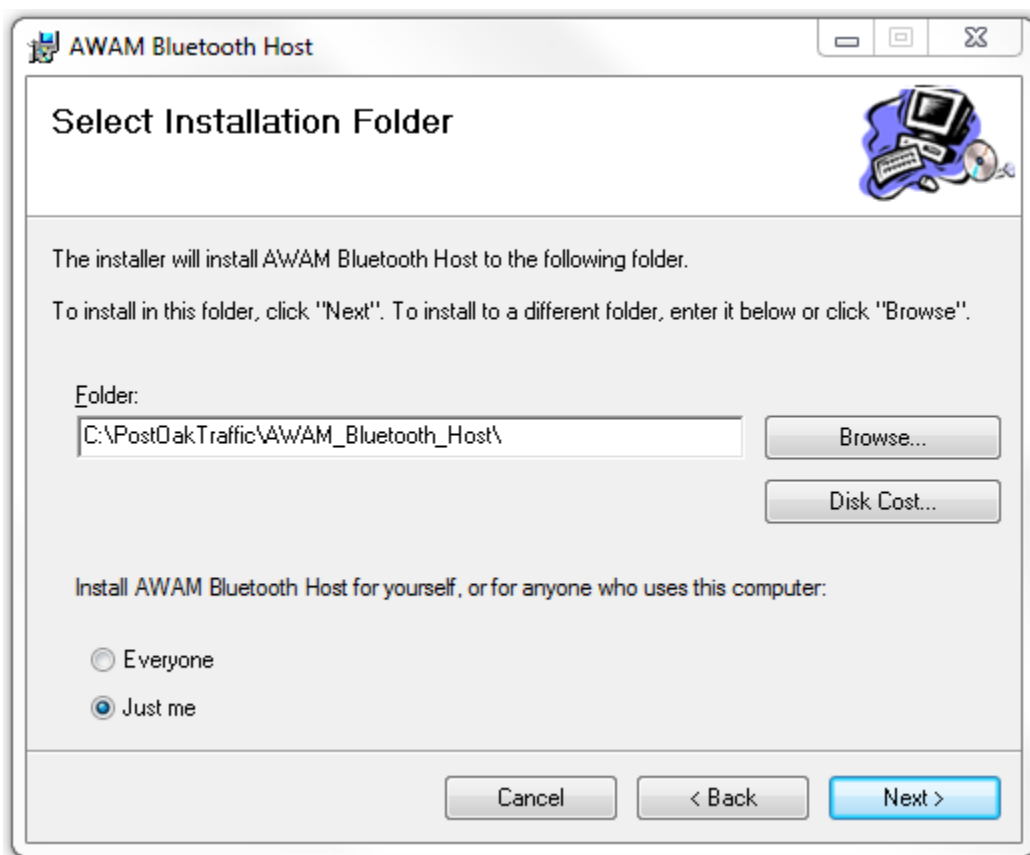 AWAM Bluetooth Host
Select Installation Folder
The installer will install AWAM Bluetooth Host to the following folder.
To install in this folder, click "Next". To install to a different folder, enter it below or click "Browse".
Folder:
C:\PostOakTraffic\AWAM_Bluetooth_Host\
Browse...
Disk Cost...
Install AWAM Bluetooth Host for yourself, or for anyone who uses this computer:
Everyone
Just me
Cancel
< Back
Next >